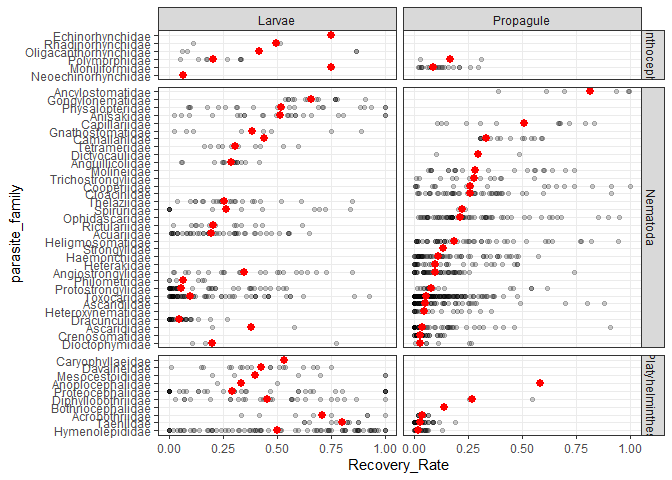 Larvae
Propagule
Echinorhynchidae
Rhadinorhynchidae
Oligacanthorhynchidae
Polymorphidae
Moniliformidae
Neoechinorhynchidae
nthoceph
Ancylostomatidae
Gongylonematidae
Physalopteridae
Anisakidae
Capillariidae
Gnathostomatidae
Camallanidae
Tetrameridae
Dictyocaulidae
Anguillicolidae
Molineidae
Trichostrongylidae
Cooperiidae
Cloacinidae
Thelaziidae
Spiruridae
Ophidascaridae
Rictulariidae
Acuariidae
Heligmosomatidae
Strongylidae
Haemonchidae
Heterakidae
Angiostrongylidae
Philometridae
Protostrongylidae
Toxocaridae
Ascaridiidae
Heteroxynematidae
Dracunculidae
Ascarididae
Crenosomatidae
Dioctophymidae
Nematoda
Caryophyllaeidae
Davaineidae
Mesocestoididae
Anoplocephalidae
Proteocephalidae
Diphyllobothriidae
Bothriocephalidae
Acrobothriidae
Taeniidae
Hymenolepididae
Platyhelminthes
0.00
0.25
0.50
0.75
1.00
0.00
0.25
0.50
0.75
1.00
Recovery_Rate
parasite_family